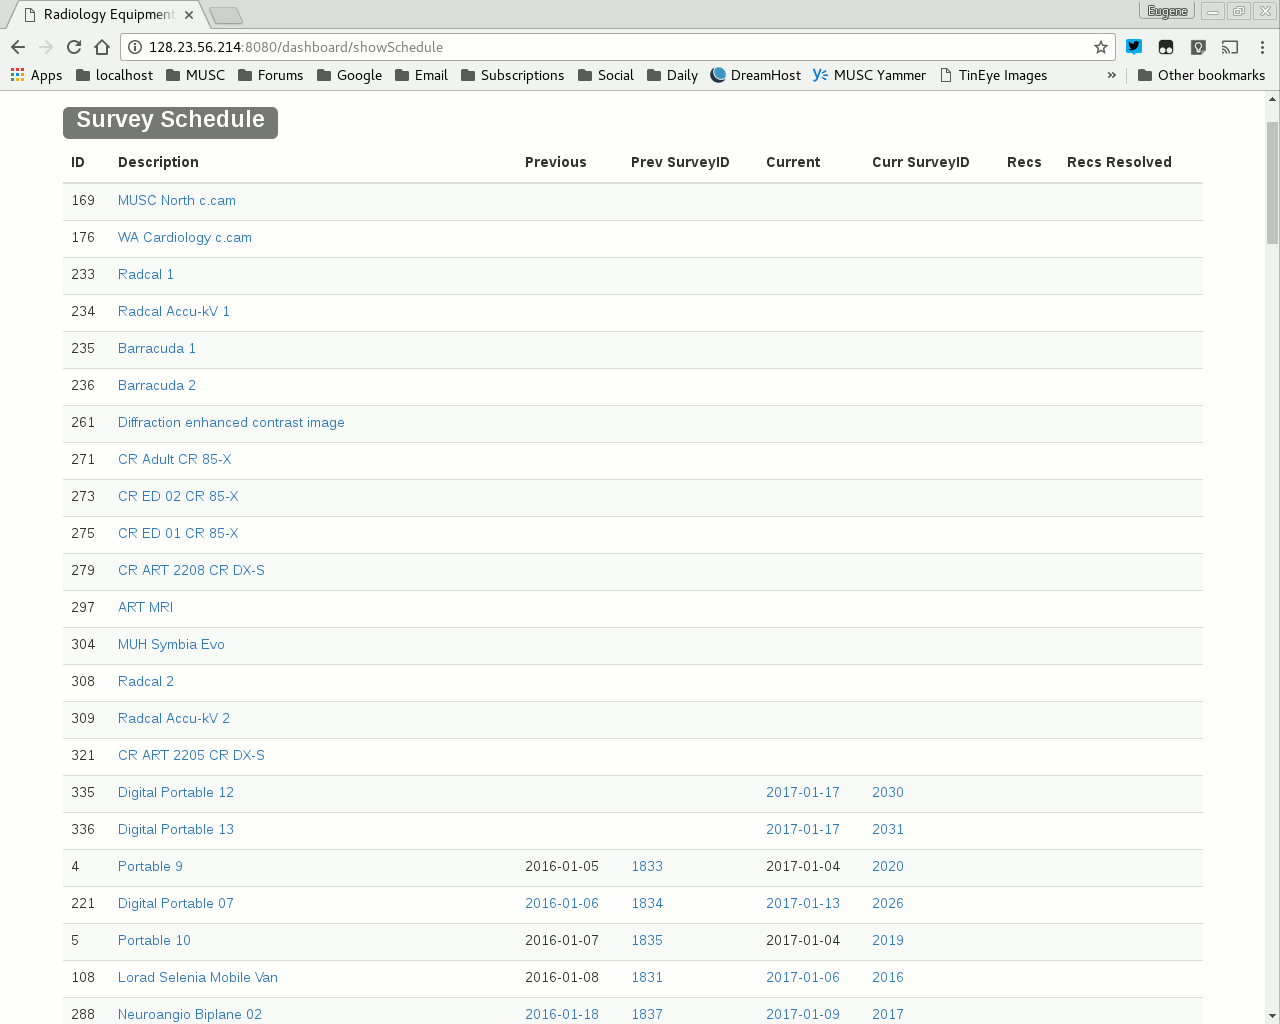 Radiology Equipment
Eugene
128.23.56.214:8080/dashboard/showSchedule
Apps localhost MUSC Forums Google Email Subscriptions Social Daily DreamHost MUSC Yammer TinEye Images » Other bookmarks
Survey Schedule
ID Description Previous Prev SurveyID Current Curr SurveyID Recs Recs Resolved
169 MUSC North c.cam
176 WA Cardiology c.cam
233 Radcal 1
234 Radcal Accu-kV 1
235 Barracuda 1
236 Barracuda 2
261 Diffraction enhanced contrast image
271 CR Adult CR 85-X
273 CR ED 02 CR 85-X
275 CR ED 01 CR 85-X
279 CR ART 2208 CR DX-S
297 ART MRI
304 MUH Symbia Evo
308 Radcal 2
309 Radcal Accu-kV 2
321 CR ART 2205 CR DX-S
335 Digital Portable 12 2017-01-17 2030
336 Digital Portable 13 2017-01-17 2031
4 Portable 9 2016-01-05 1833 2017-01-04 2020
221 Digital Portable 07 2016-01-06 1834 2017-01-13 2026
5 Portable 10 2016-01-07 1835 2017-01-04 2019
108 Lorad Selenia Mobile Van 2016-01-08 1831 2017-01-06 2016
288 Neuroangio Biplane 02 2016-01-18 1837 2017-01-09 2017